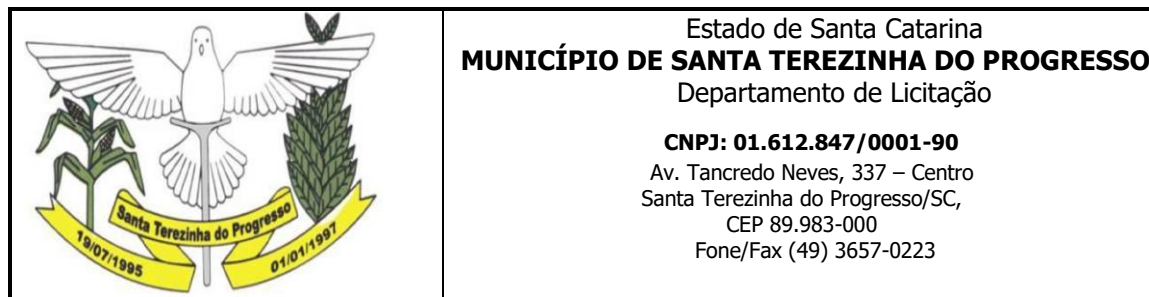 Santa Terezinha do Progresso
19/07/1995
01/01/1997
Estado de Santa Catarina
MUNICÍPIO DE SANTA TEREZINHA DO PROGRESSO
Departamento de Licitação
CNPJ: 01.612.847/0001-90
Av. Tancredo Neves, 337 – Centro
Santa Terezinha do Progresso/SC,
CEP 89.983-000
Fone/Fax (49) 3657-0223